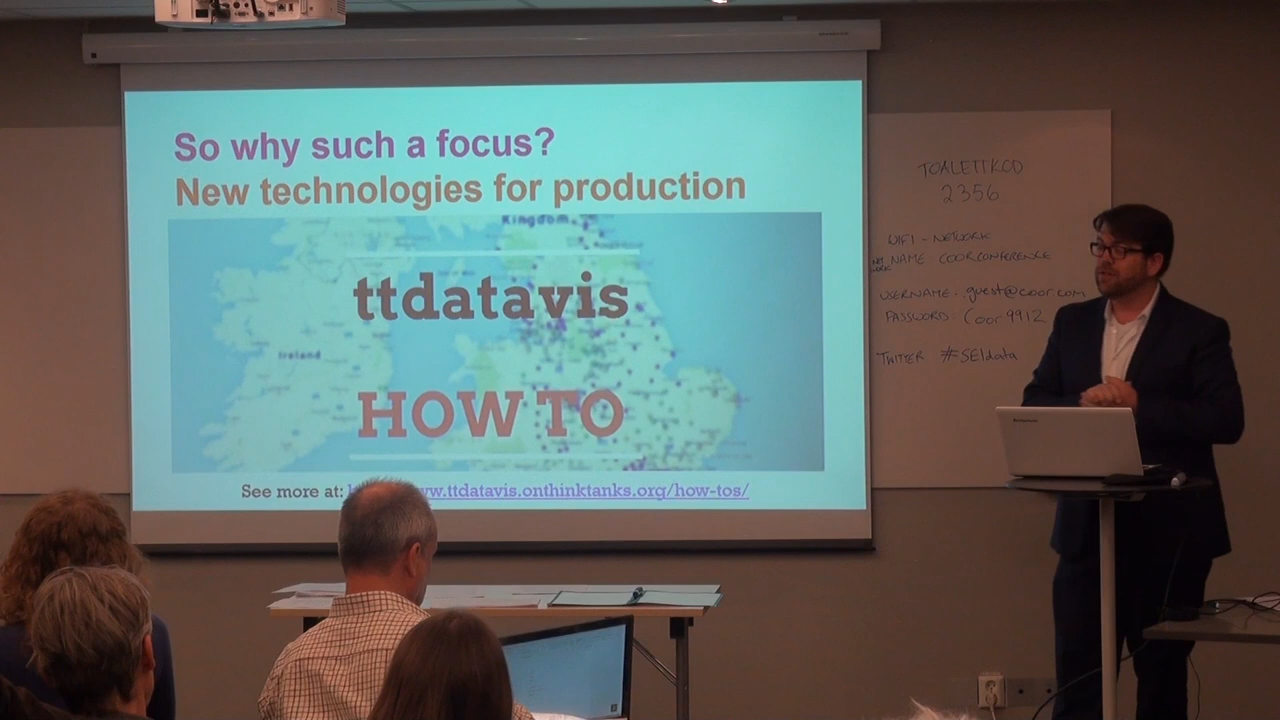 So why such a focus?
New technologies for production
Kingdom
ttdatavis
Ireland
HOW TO
See more at: www.ttdatavis.onthinktanks.org/how-tos/
TOALETTKOD
2356
WIFI - NETWORK
NETWORK NAME COORCONFERENCE
USERNAME: guest@coor.com
PASSWORD: Coor9912
TWITTER #SEIdata